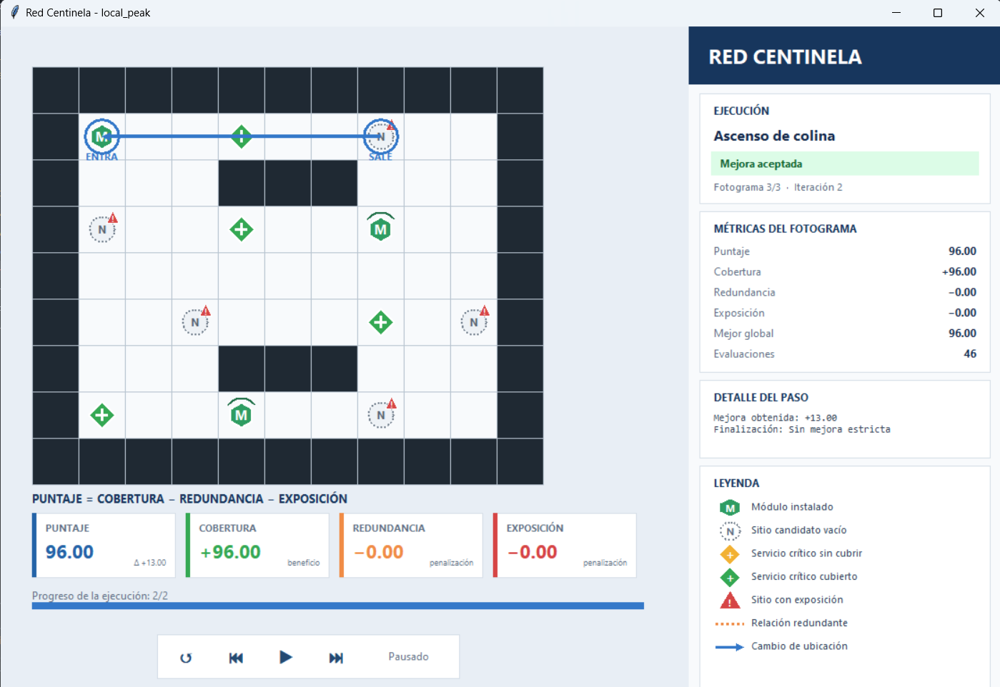 Red Centinela - local_peak
RED CENTINELA
EJECUCIÓN
Ascenso de colina
Mejora aceptada
Fotograma 3/3 · Iteración 2
M
N
ENTRA
SALE
N
M
N
N
M
N
MÉTRICAS DEL FOTOGRAMA
Puntaje 96.00
Cobertura +96.00
Redundancia −0.00
Exposición −0.00
Mejor global 96.00
Evaluaciones 46
DETALLE DEL PASO
Mejora obtenida: +13.00
Finalización: Sin mejora estricta
PUNTAJE = COBERTURA − REDUNDANCIA − EXPOSICIÓN
PUNTAJE
96.00
Δ +13.00
COBERTURA
+96.00
beneficio
REDUNDANCIA
−0.00
penalización
EXPOSICIÓN
−0.00
penalización
Progreso de la ejecución: 2/2
Pausado
LEYENDA
M Módulo instalado
N Sitio candidato vacío
Servicio crítico sin cubrir
Servicio crítico cubierto
Sitio con exposición
Relación redundante
Cambio de ubicación